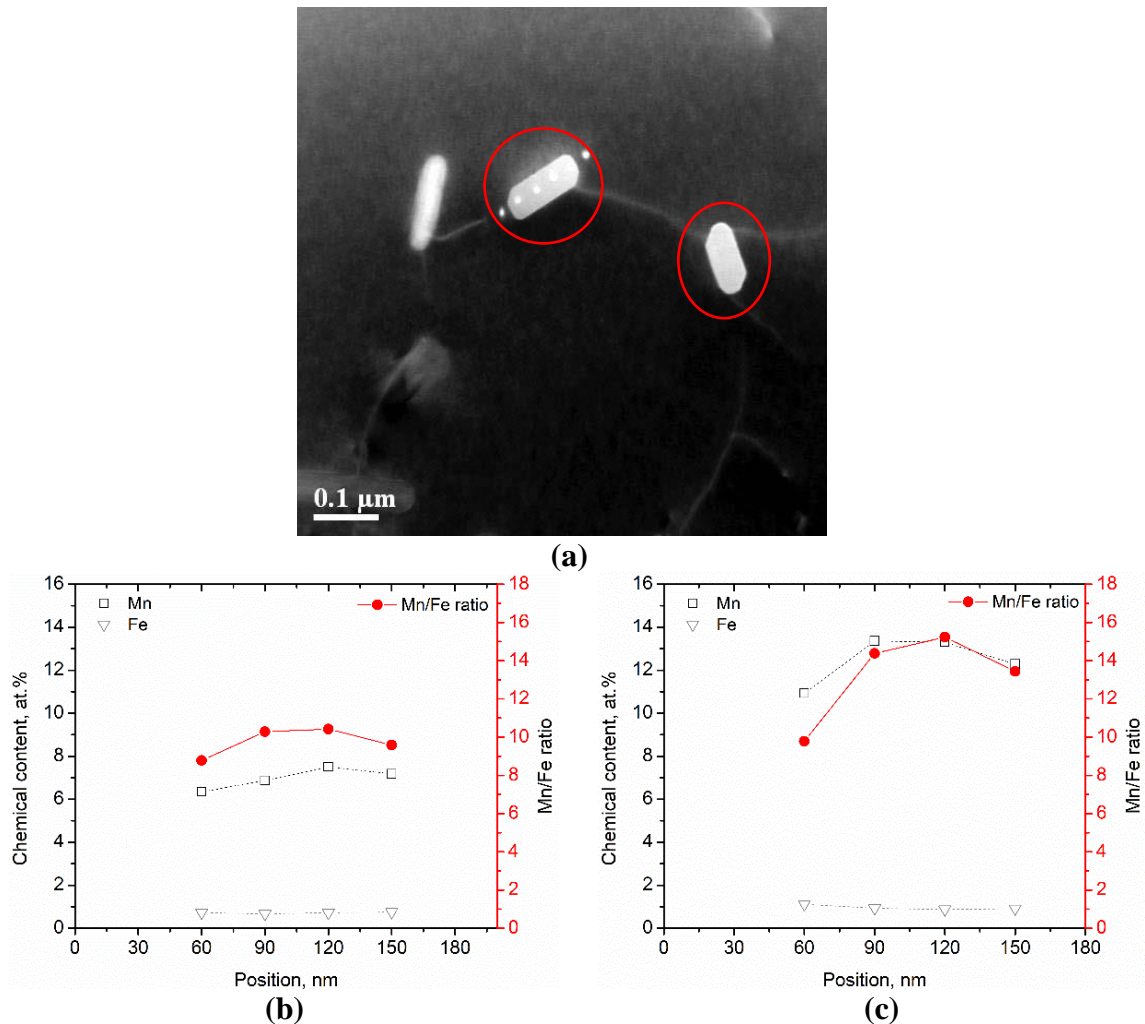 0.1 µm
(a)
Mn
Fe
Mn/Fe ratio
16
14
12
10
8
6
4
2
0
18
16
14
12
10
8
6
4
2
0
0 30 60 90 120 150 180
Chemical content, at.%
Mn/Fe ratio
Position, nm
(b)
Mn
Fe
Mn/Fe ratio
16
14
12
10
8
6
4
2
0
18
16
14
12
10
8
6
4
2
0
0 30 60 90 120 150 180
Chemical content, at.%
Mn/Fe ratio
Position, nm
(c)